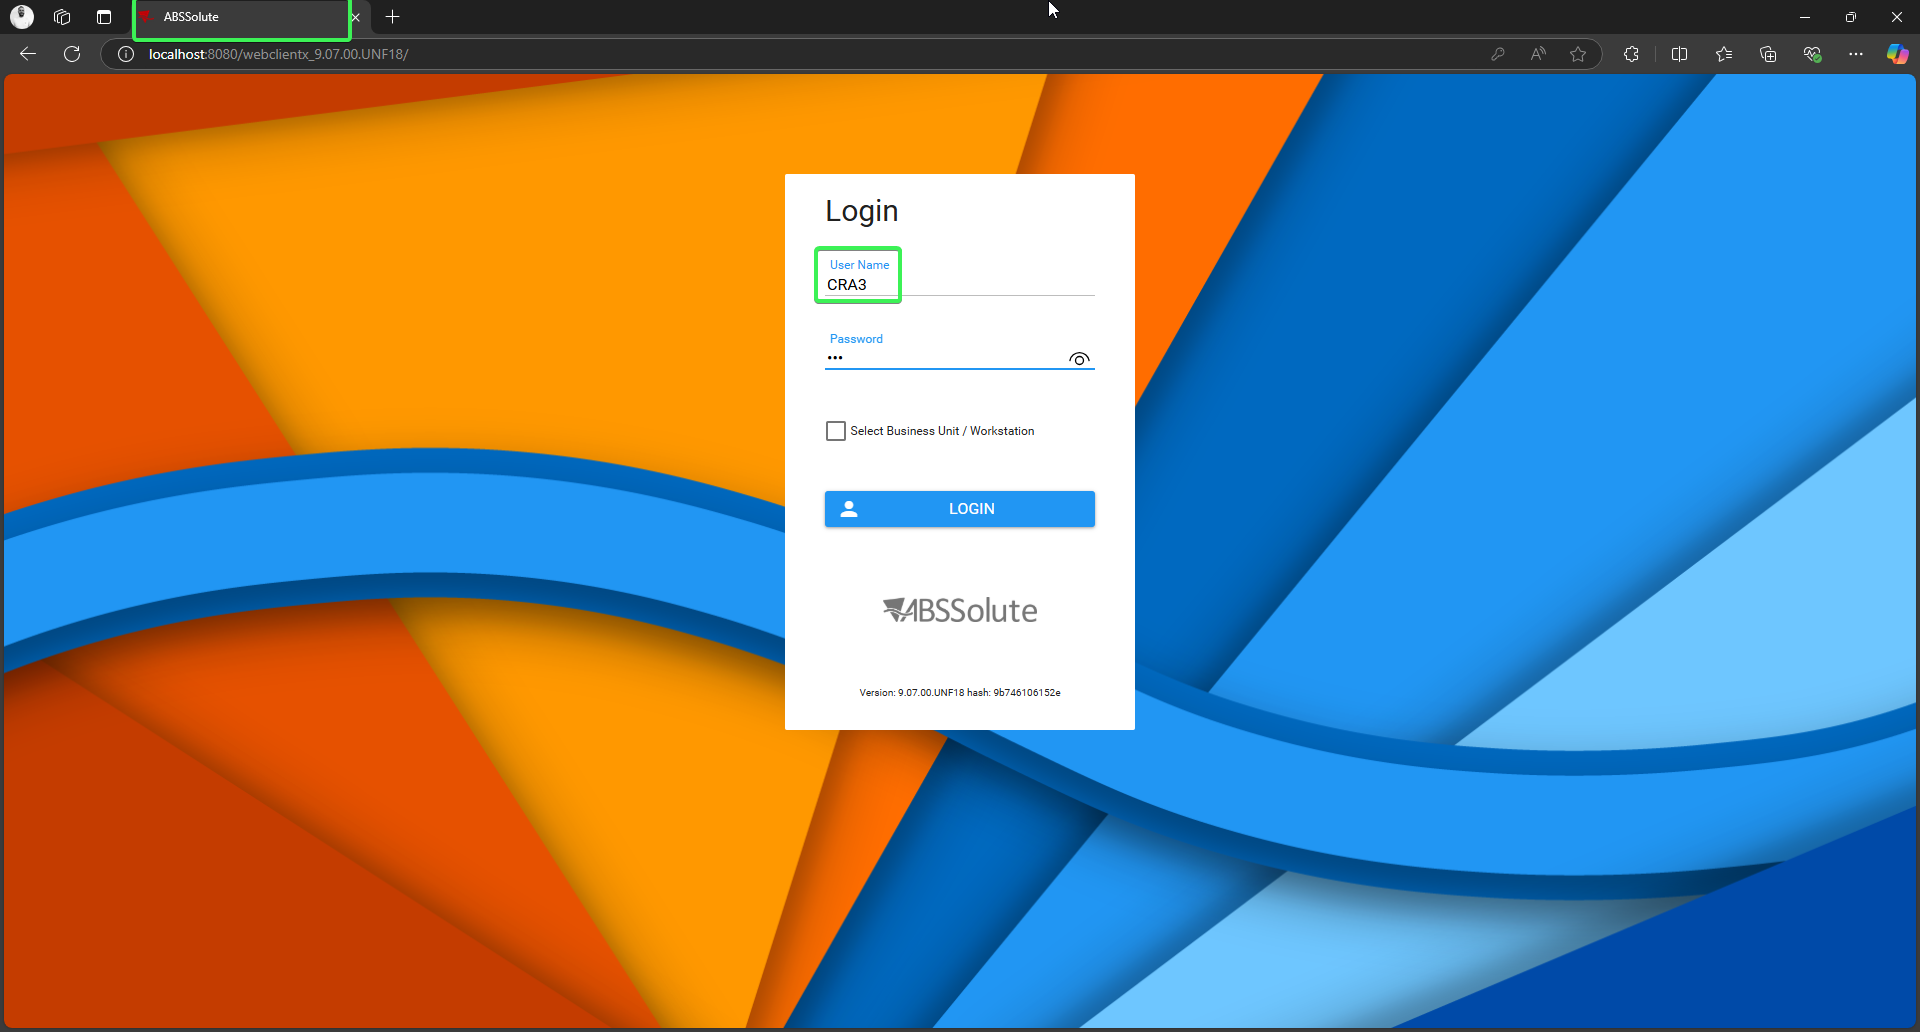 ABSSolute
localhost:8080/webclientx_9.07.00.UNF18/
Login
User Name
CRA3
Password
•••
Select Business Unit / Workstation
LOGIN
ABSSolute
Version: 9.07.00.UNF18 hash: 9b746106152e